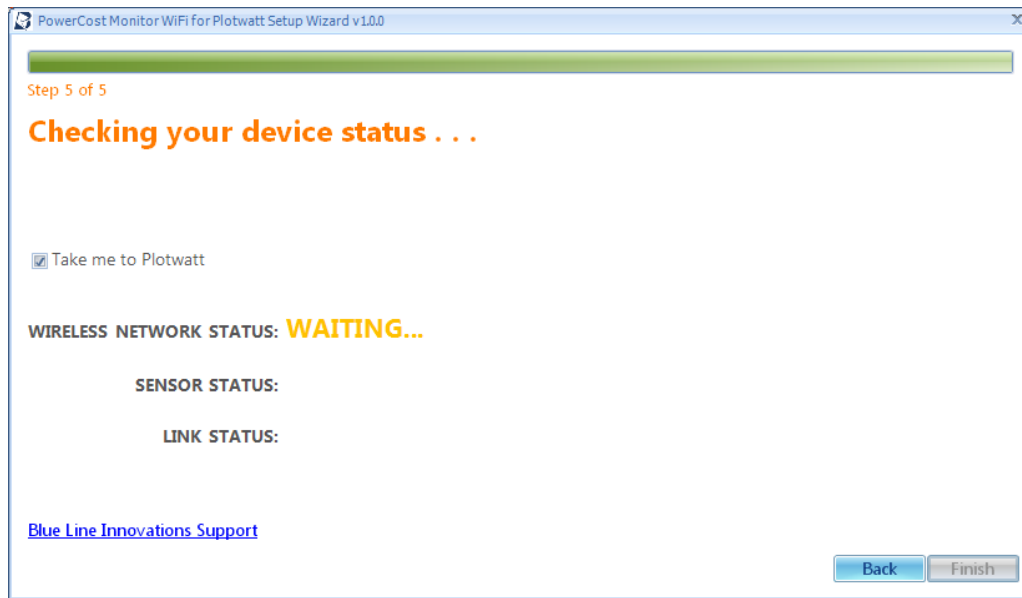 PowerCost Monitor WiFi for Plotwatt Setup Wizard v1.0.0
Step 5 of 5
Checking your device status . . .
Take me to Plotwatt
WIRELESS NETWORK STATUS: WAITING...
SENSOR STATUS:
LINK STATUS:
Blue Line Innovations Support
Back Finish